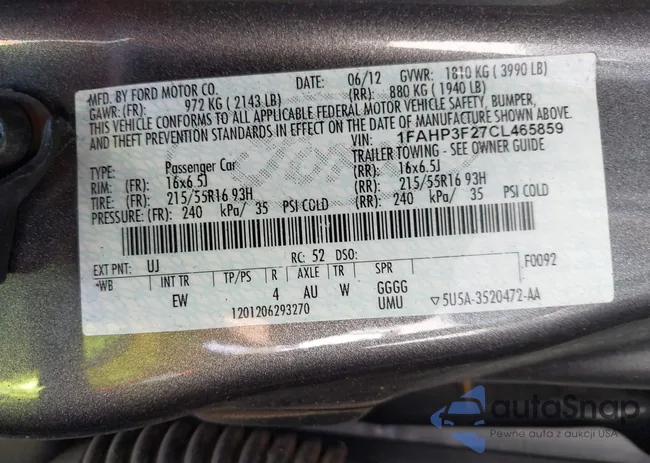 MFD. BY FORD MOTOR CO.
DATE: 06/12 GVWR: 1810 KG ( 3990 LB)
GAWR: (FR): 972 KG ( 2143 LB) (RR): 880 KG ( 1940 LB)
THIS VEHICLE CONFORMS TO ALL APPLICABLE FEDERAL MOTOR VEHICLE SAFETY, BUMPER,
AND THEFT PREVENTION STANDARDS IN EFFECT ON THE DATE OF MANUFACTURE SHOWN ABOVE.
VIN: 1FAHP3F27CL465859
TYPE: Passenger Car TRAILER TOWING - SEE OWNER GUIDE
RIM: (FR): 16x6.5J (RR): 16x6.5J
TIRE: (FR): 215/55R16 93H (RR): 215/55R16 93H
PRESSURE: (FR): 240 kPa/ 35 PSI COLD (RR): 240 kPa/ 35 PSI COLD
EXT PNT: UJ RC: 52 DSO: F0092
WB INT TR TP/PS R AXLE TR SPR
EW 4 AU W GGGG
1201206293270 UMU ▽5U5A-3520472-AA
autoSnap
Pewne auta z aukcji USA